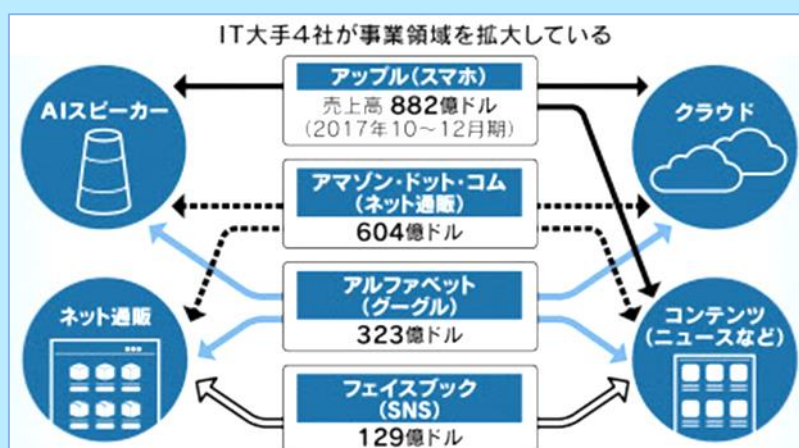 IT大手4社が事業領域を拡大している
AIスピーカー
アップル(スマホ)
売上高 882億ドル
(2017年10〜12月期)
クラウド
アマゾン・ドット・コム
(ネット通販)
604億ドル
ネット通販
アルファベット
(グーグル)
323億ドル
コンテンツ
(ニュースなど)
フェイスブック
(SNS)
129億ドル